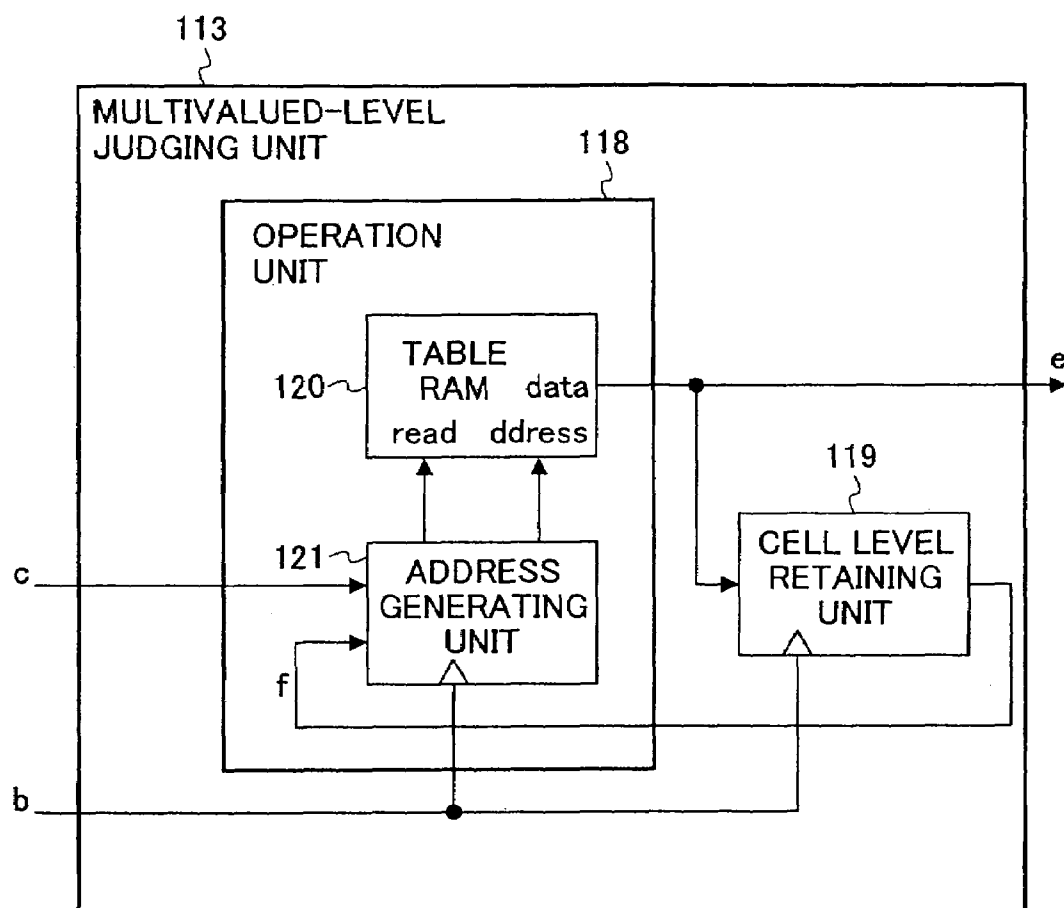 113
MULTIVALUED-LEVEL
JUDGING UNIT
118
OPERATION
UNIT
120
TABLE
RAM data
read ddress
119
CELL LEVEL
RETAINING
UNIT
121
ADDRESS
GENERATING
UNIT
e
c
f
b